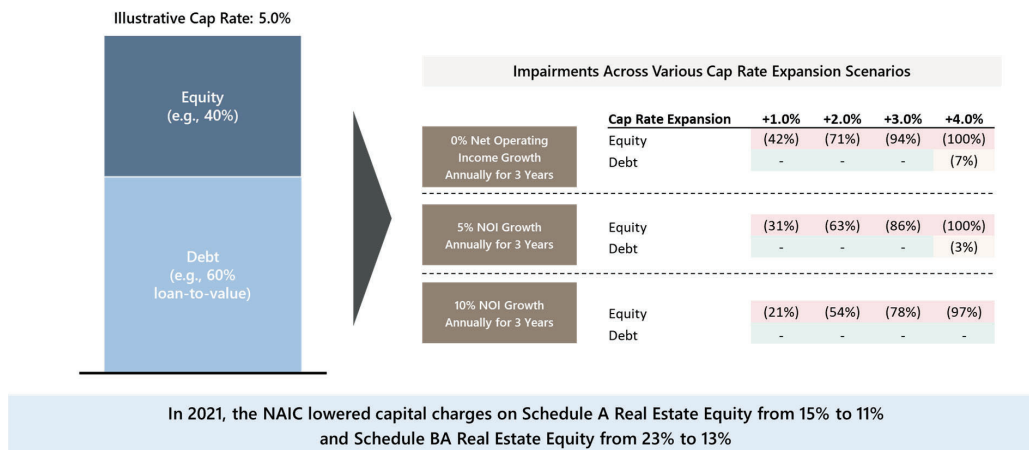 Illustrative Cap Rate: 5.0%
Equity
(e.g., 40%)
Debt
(e.g., 60%
loan-to-value)
Impairments Across Various Cap Rate Expansion Scenarios
Cap Rate Expansion +1.0% +2.0% +3.0% +4.0%
0% Net Operating
Income Growth
Annually for 3 Years
Equity (42%) (71%) (94%) (100%)
Debt - - - (7%)
5% NOI Growth
Annually for 3 Years
Equity (31%) (63%) (86%) (100%)
Debt - - - (3%)
10% NOI Growth
Annually for 3 Years
Equity (21%) (54%) (78%) (97%)
Debt - - - -
In 2021, the NAIC lowered capital charges on Schedule A Real Estate Equity from 15% to 11%
and Schedule BA Real Estate Equity from 23% to 13%